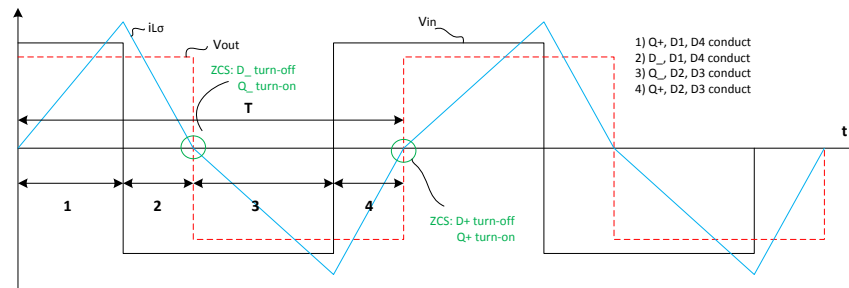 iLσ
Vout
Vin
1) Q+, D1, D4 conduct
2) D_, D1, D4 conduct
3) Q_, D2, D3 conduct
4) Q+, D2, D3 conduct
ZCS: D_ turn-off
Q_ turn-on
T
t
1
2
3
4
ZCS: D+ turn-off
Q+ turn-on